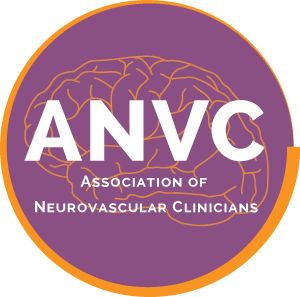 ANVC
Association of
Neurovascular Clinicians